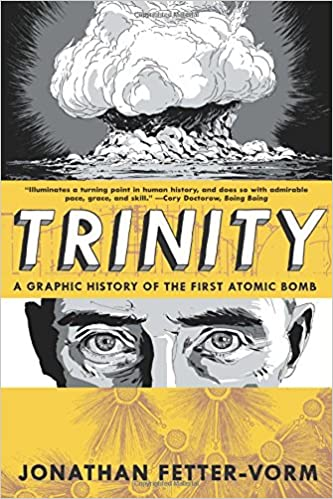 "Illuminates a turning point in human history, and does so with admirable
pace, grace, and skill." —Cory Doctorow, Boing Boing
TRINITY
A GRAPHIC HISTORY OF THE FIRST ATOMIC BOMB
JONATHAN FETTER-VORM